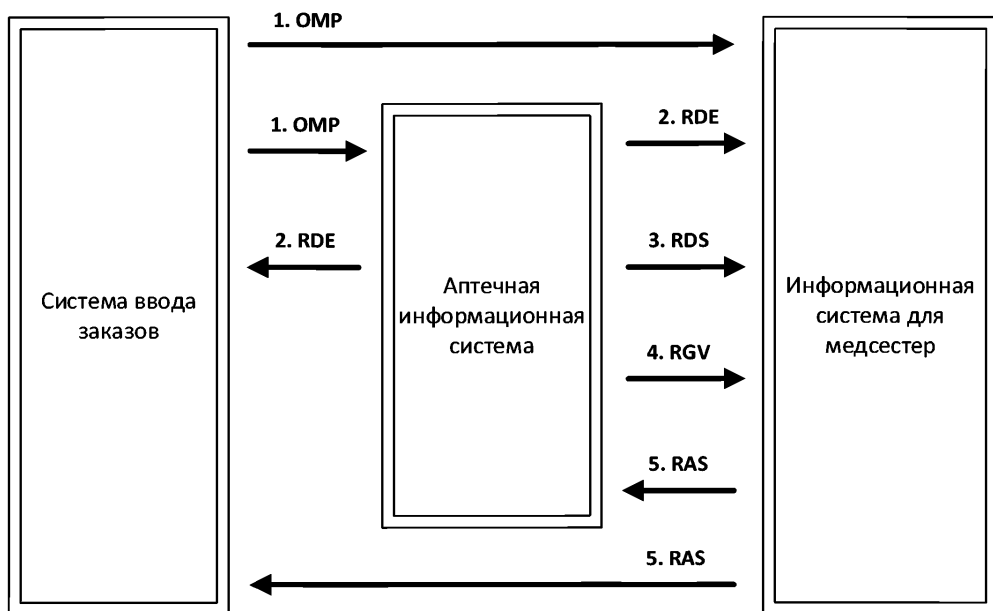 1. OMP
1. OMP
2. RDE
2. RDE
3. RDS
Система ввода
заказов
Аптечная
информационная
система
Информационная
система для
медсестер
4. RGV
5. RAS
5. RAS